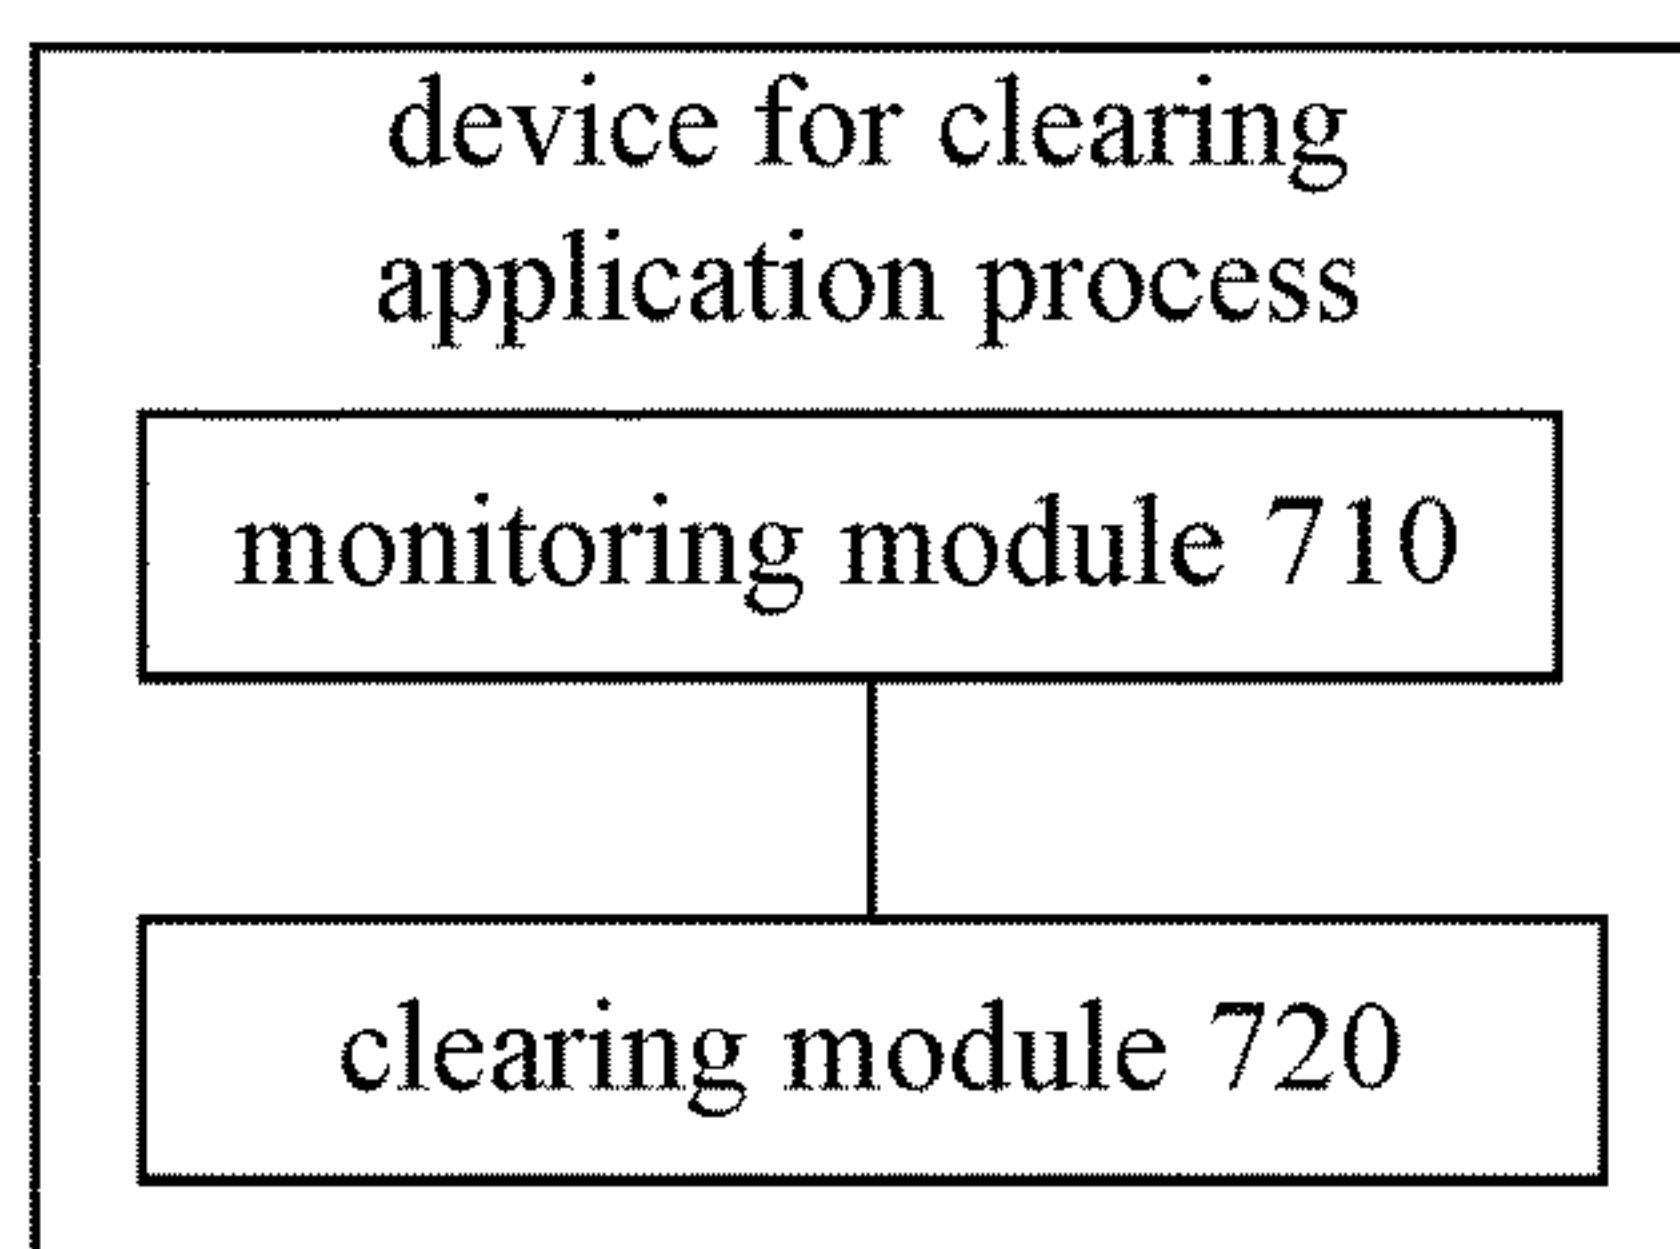 device for clearing
application process
monitoring module 710
clearing module 720